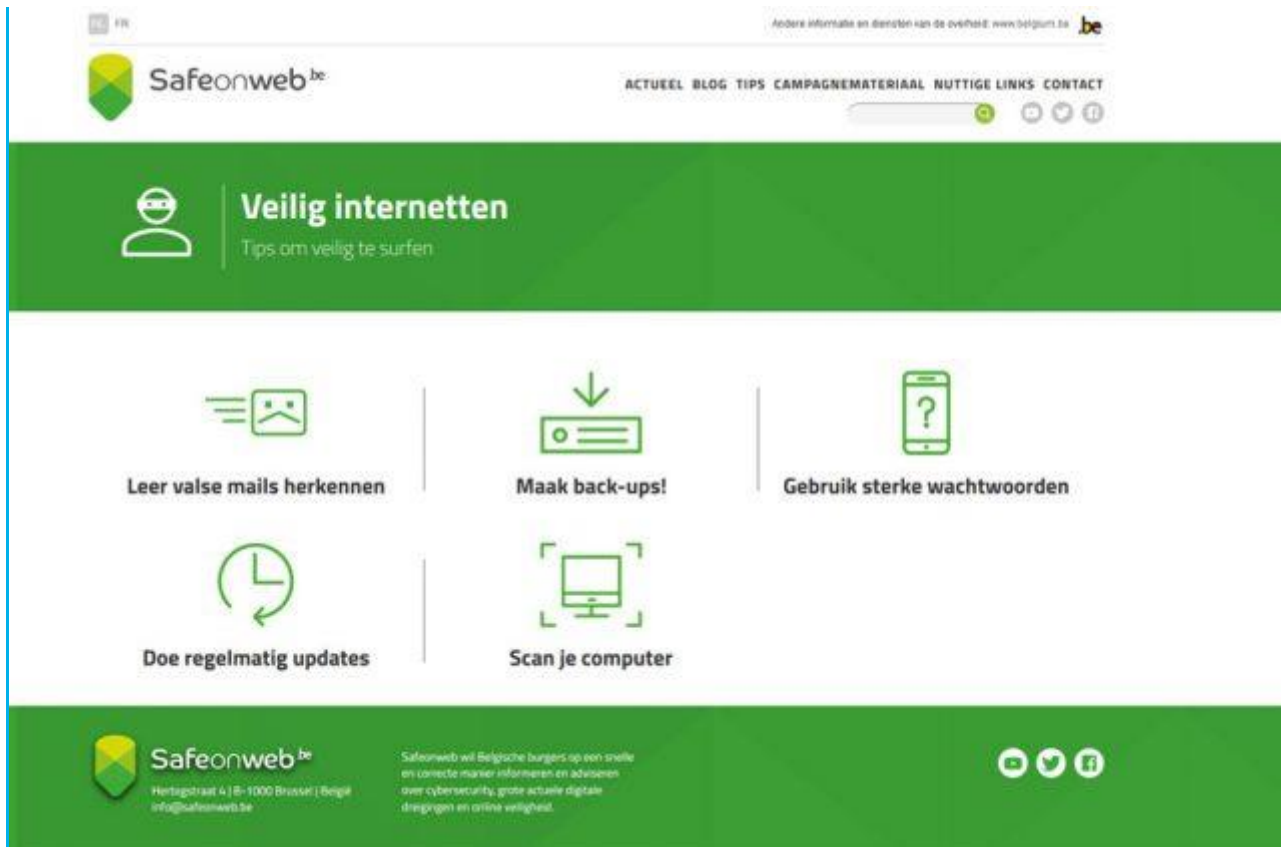 NL FR
Andere informatie en diensten van de overheid: www.belgium.be .be
Safeonweb.be
ACTUEEL BLOG TIPS CAMPAGNEMATERIAAL NUTTIGE LINKS CONTACT
Veilig internetten
Tips om veilig te surfen
Leer valse mails herkennen
Maak back-ups!
Gebruik sterke wachtwoorden
?
Doe regelmatig updates
Scan je computer
Safeonweb.be
Hertogstraat 4 | B-1000 Brussel | België
info@safeonweb.be
Safeonweb wil Belgische burgers op een snelle
en correcte manier informeren en adviseren
over cybersecurity, grote actuele digitale
dreigingen en online veiligheid.